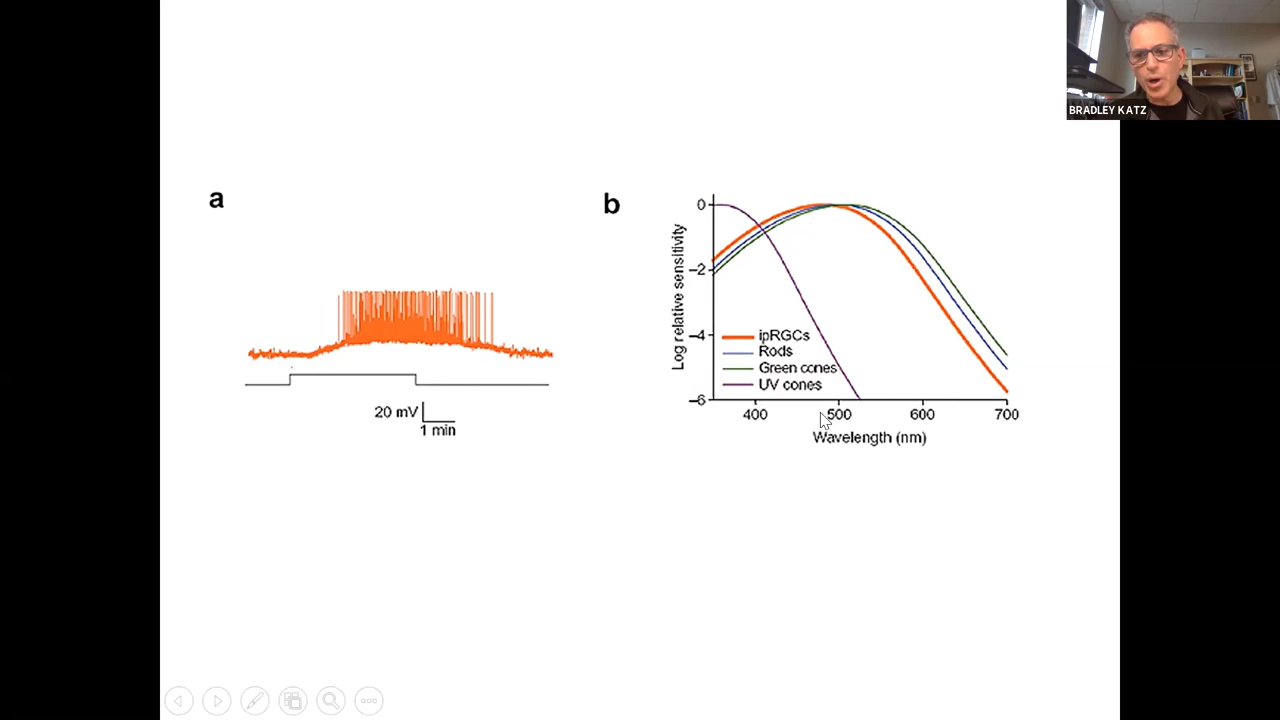 BRADLEY KATZ
a
20 mV
1 min
b
0
–2
–4
–6
Log relative sensitivity
ipRGCs
Rods
Green cones
UV cones
400 500 600 700
Wavelength (nm)